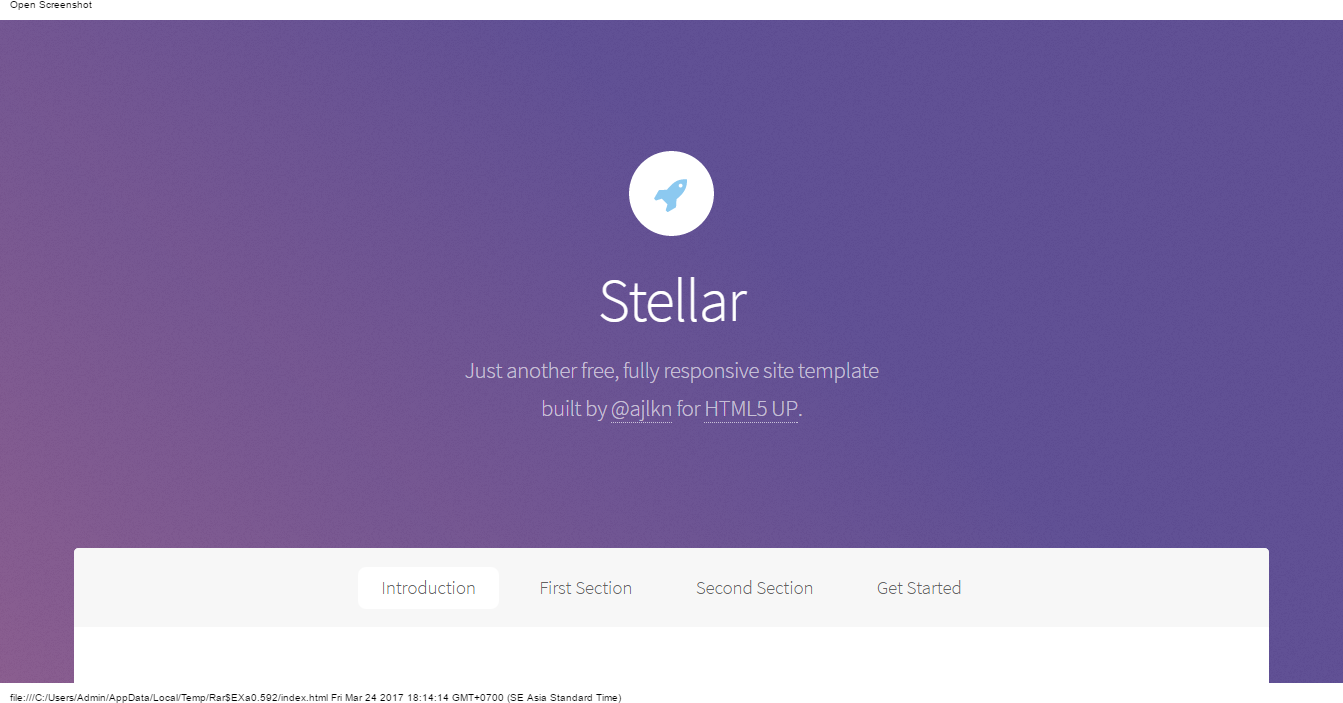 Open Screenshot
Stellar
Just another free, fully responsive site template
built by @ajlkn for HTML5 UP.
Introduction
First Section
Second Section
Get Started
file:///C:/Users/Admin/AppData/Local/Temp/Rar$EXa0.592/index.html Fri Mar 24 2017 18:14:14 GMT+0700 (SE Asia Standard Time)